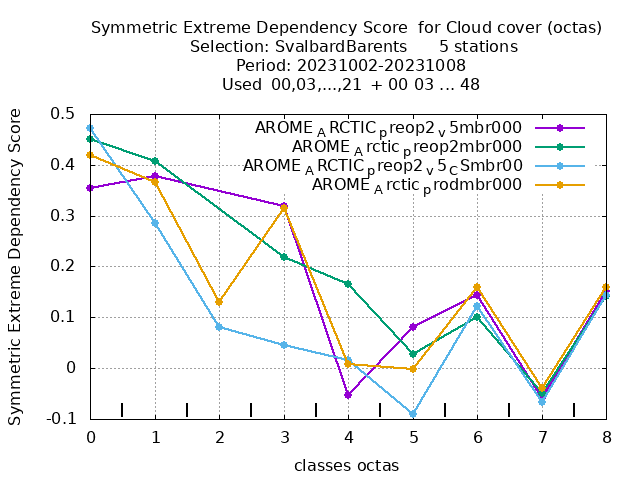 Symmetric Extreme Dependency Score for Cloud cover (octas)
Selection: SvalbardBarents 5 stations
Period: 20231002-20231008
Used 00,03,...,21 + 00 03 ... 48
Symmetric Extreme Dependency Score
0.5
0.4
0.3
0.2
0.1
0
-0.1
AROME_ARCTIC_preop2_v5mbr000
AROME_Arctic_preop2mbr000
AROME_ARCTIC_preop2_v5_CSmbr00
AROME_Arctic_prodmbr000
0 1 2 3 4 5 6 7 8
classes octas